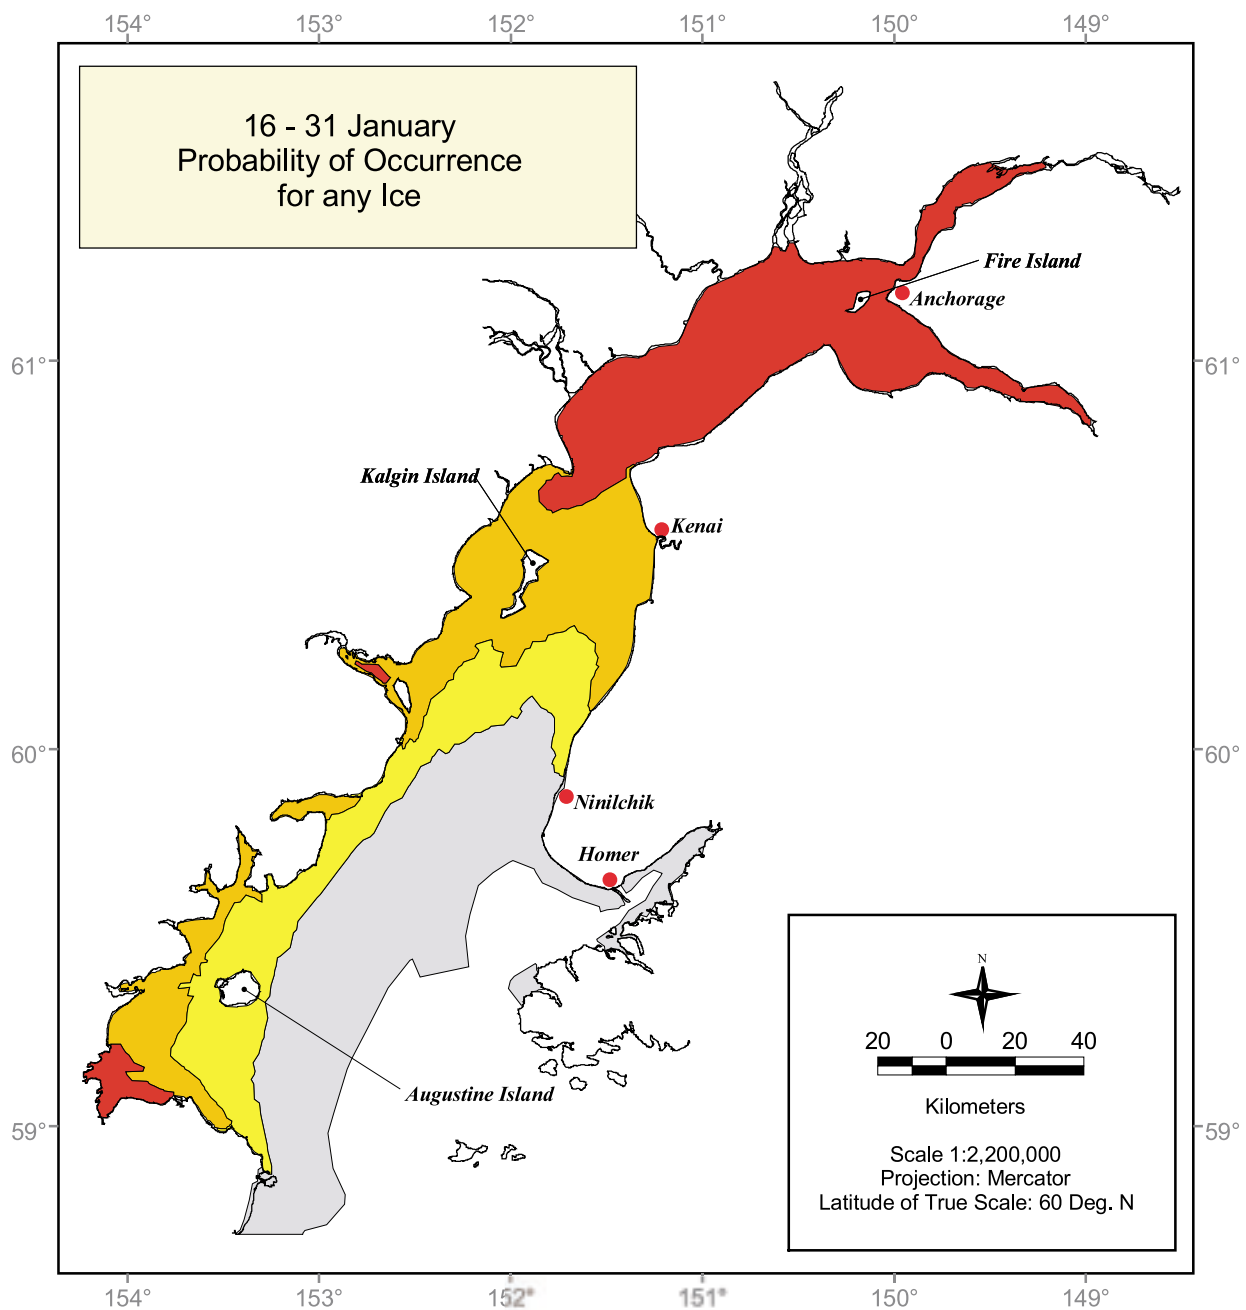 154° 153° 152° 151° 150° 149°
16 - 31 January
Probability of Occurrence
for any Ice
Fire Island
Anchorage
61° 61°
Kalgin Island
Kenai
60° 60°
Ninilchik
Homer
N
20 0 20 40
Kilometers
Augustine Island
59° 59°
Scale 1:2,200,000
Projection: Mercator
Latitude of True Scale: 60 Deg. N
154° 153° 152° 151° 150° 149°